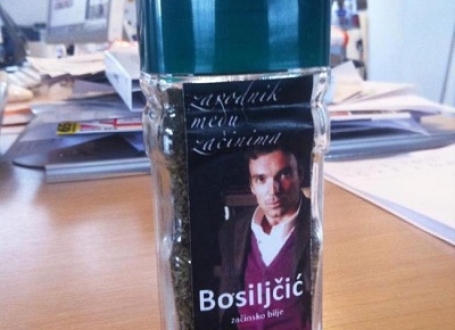 zavodnik
među
začinima
Bosiljčić
začinsko bilje